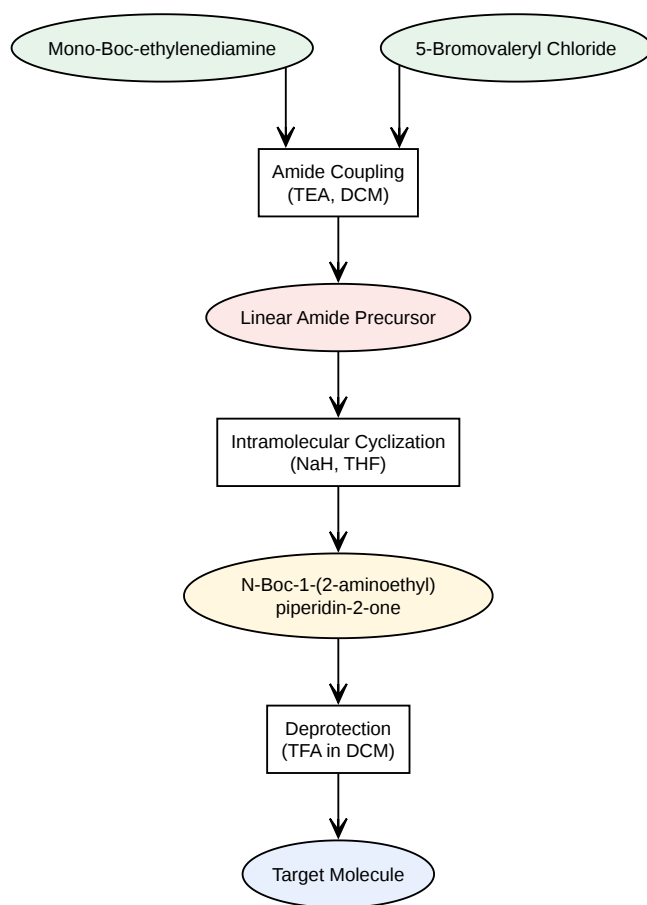 Mono-Boc-ethylenediamine
5-Bromovaleryl Chloride
Amide Coupling
(TEA, DCM)
Linear Amide Precursor
Intramolecular Cyclization
(NaH, THF)
N-Boc-1-(2-aminoethyl)
piperidin-2-one
Deprotection
(TFA in DCM)
Target Molecule